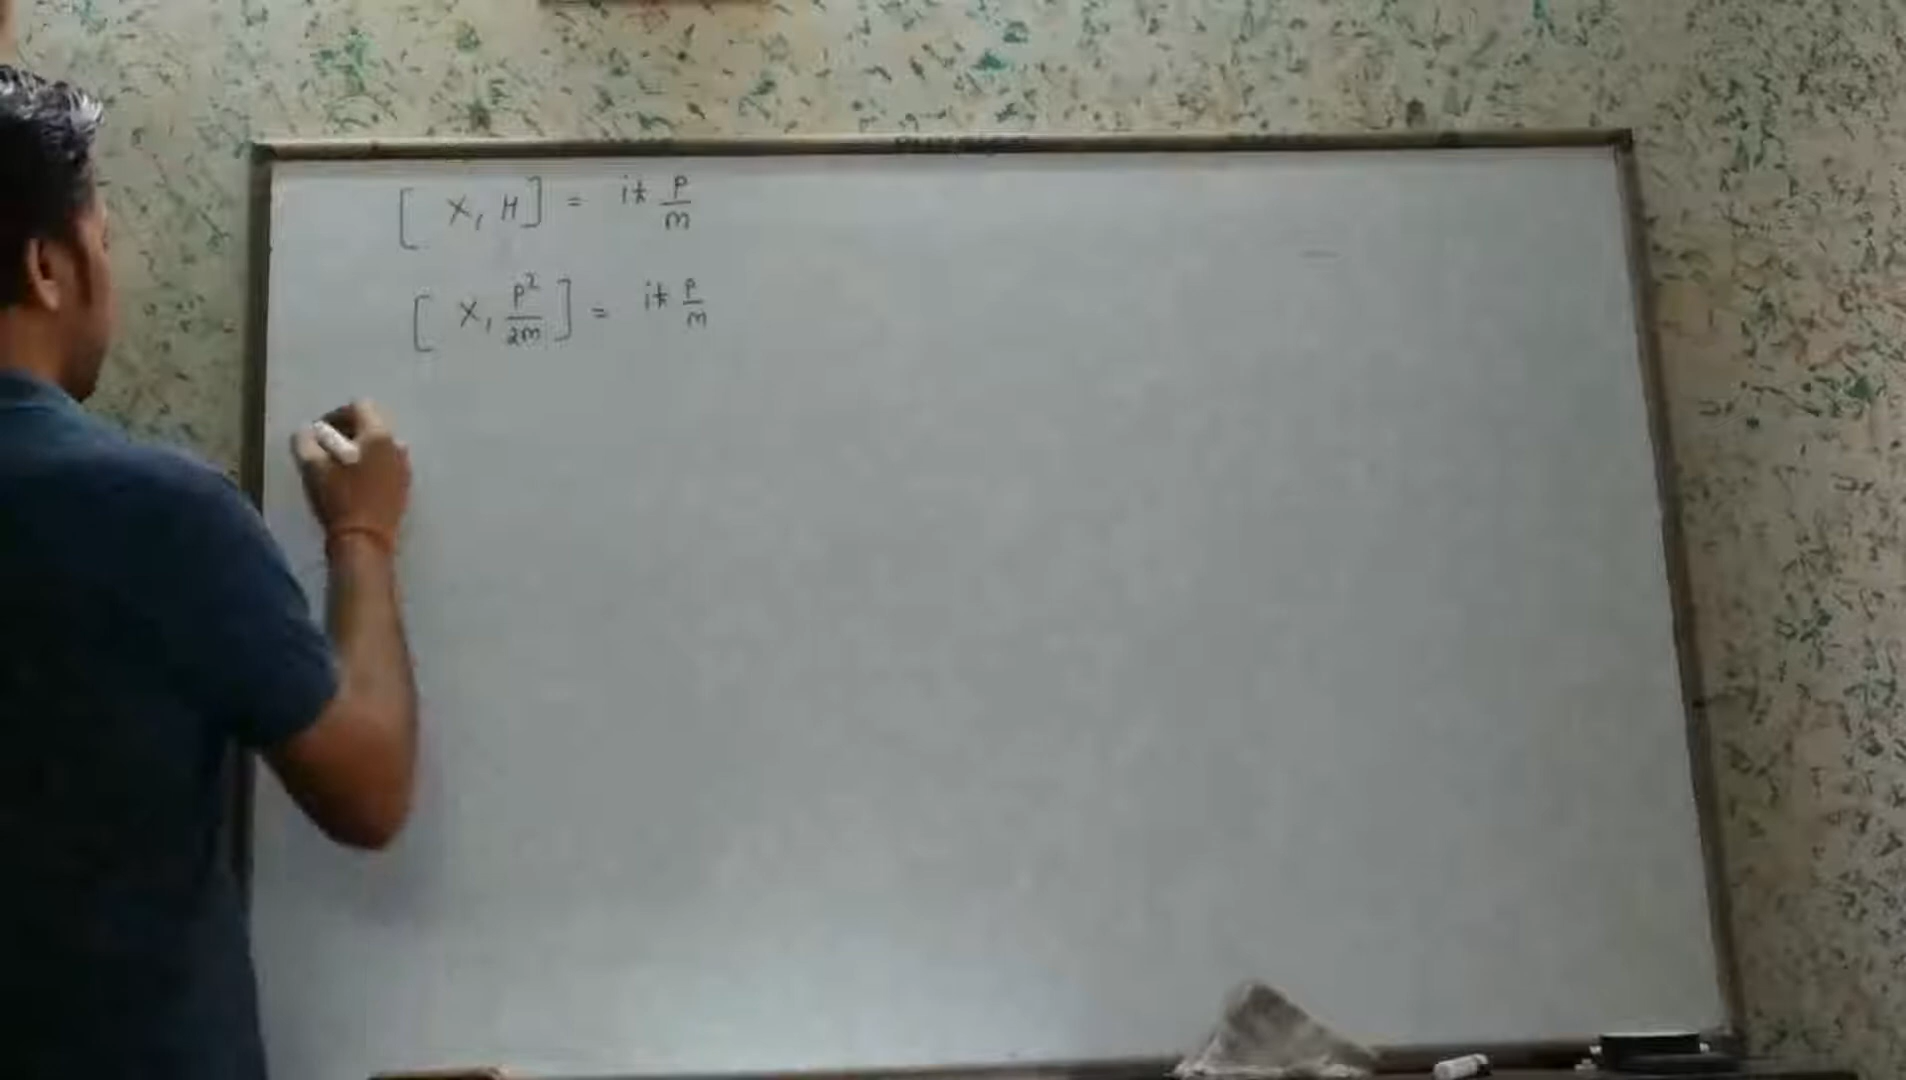 [ X, H ] = iℏ P/m
[ X, P²/2m ] = iℏ P/m